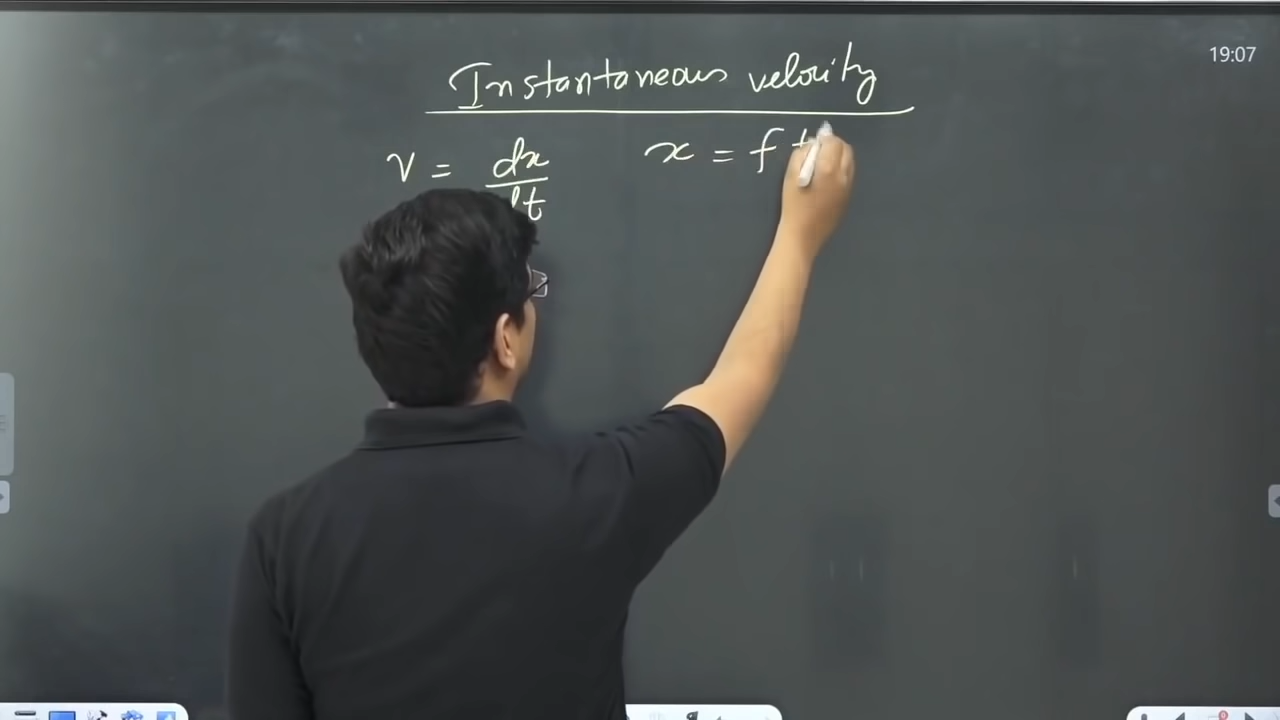 19:07
Instantaneous velocity
v = dx/dt x = f t